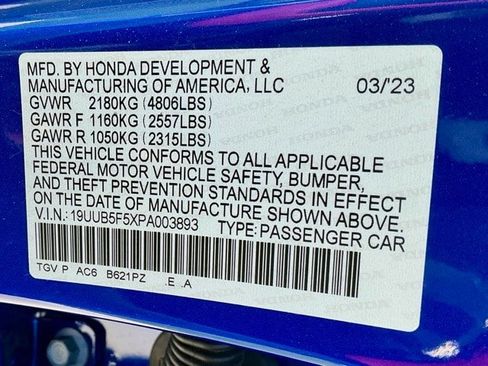 MFD. BY HONDA DEVELOPMENT &
MANUFACTURING OF AMERICA, LLC 03/'23
GVWR 2180KG (4806LBS)
GAWR F 1160KG (2557LBS)
GAWR R 1050KG (2315LBS)
THIS VEHICLE CONFORMS TO ALL APPLICABLE
FEDERAL MOTOR VEHICLE SAFETY, BUMPER,
AND THEFT PREVENTION STANDARDS IN EFFECT
ON THE DATE OF MANUFACTURE SHOWN ABOVE.
V.I.N.: 19UUB5F5XPA003893 TYPE: PASSENGER CAR
TGV P AC6 B621PZ .E .A